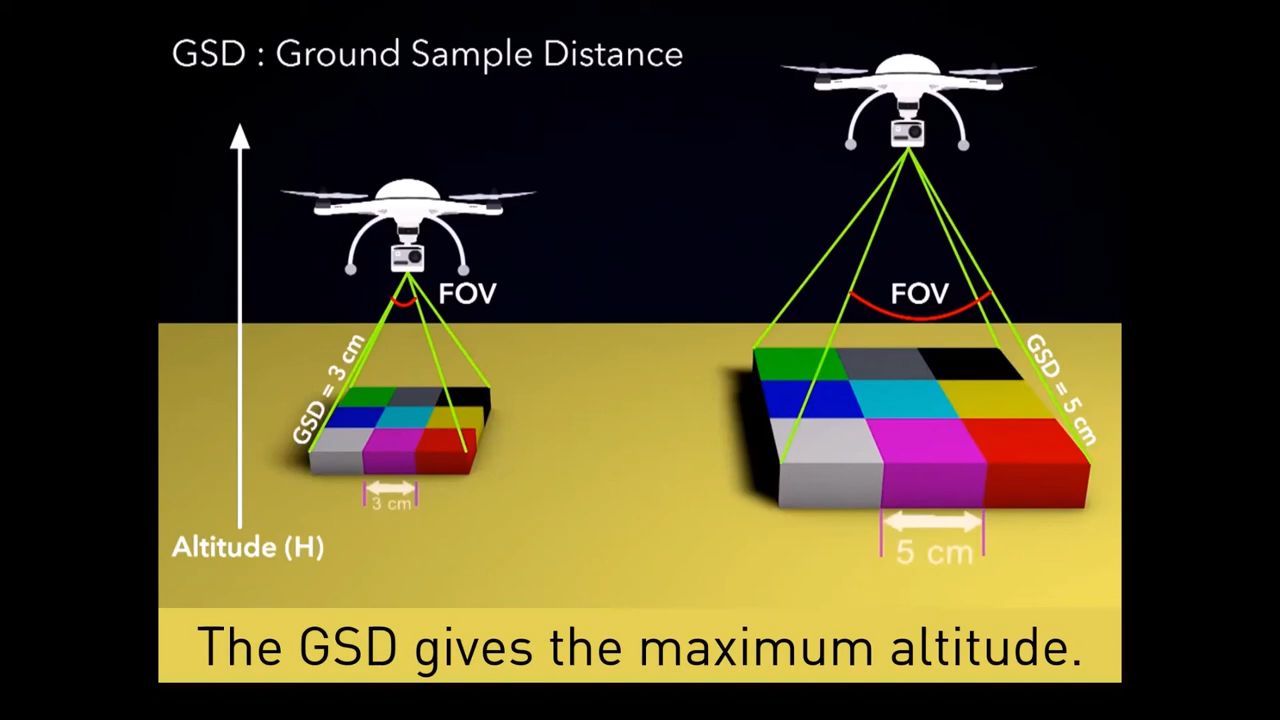 GSD : Ground Sample Distance
FOV
FOV
GSD = 3 cm
GSD = 5 cm
3 cm
Altitude (H)
5 cm
The GSD gives the maximum altitude.